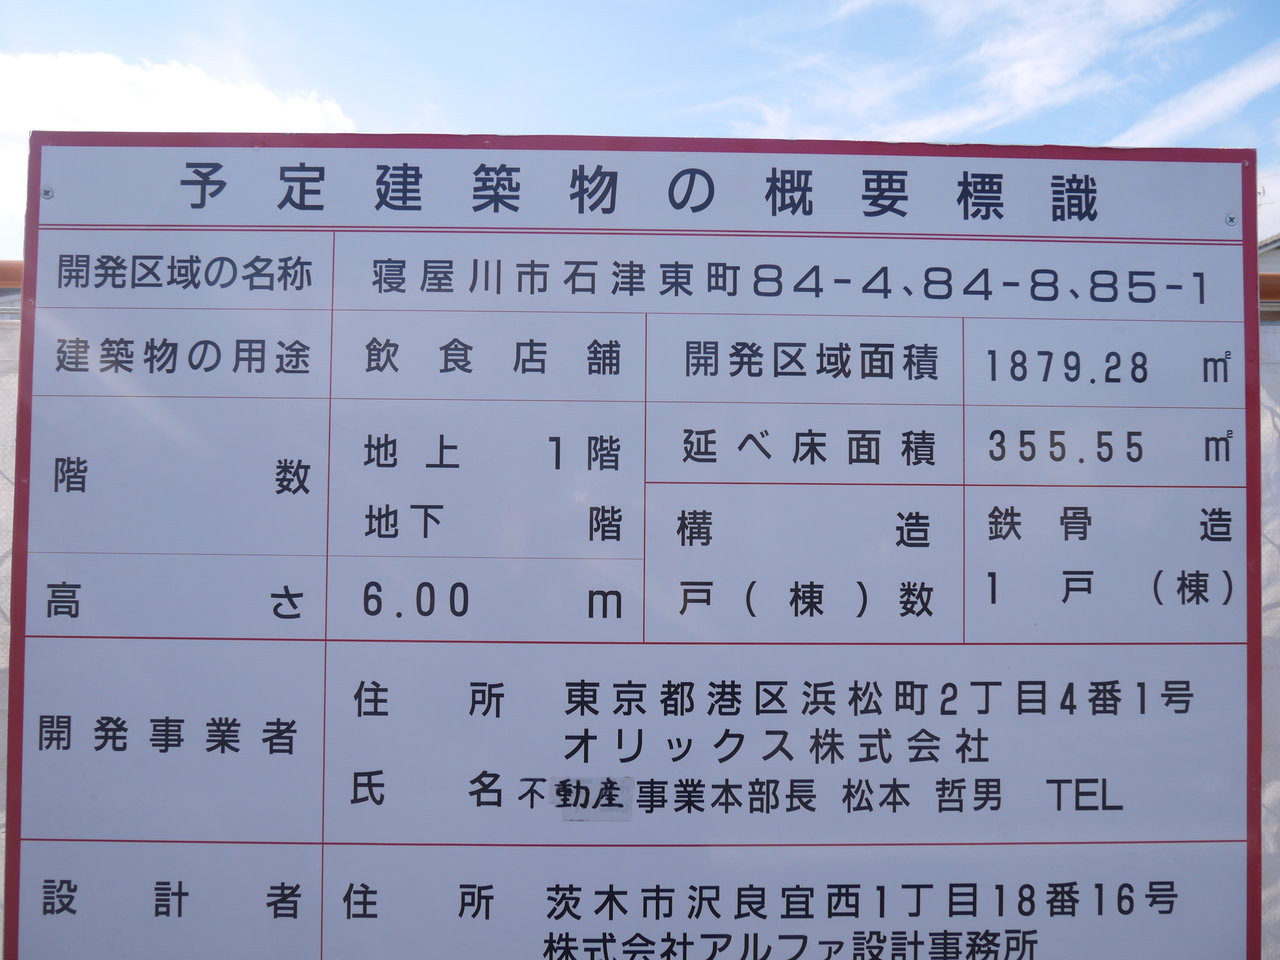 予定建築物の概要標識
開発区域の名称 寝屋川市石津東町84-4、84-8、85-1
建築物の用途 飲食店舗 開発区域面積 1879.28 ㎡
階数 地上 1階 延べ床面積 355.55 ㎡
地下 階 構造 鉄骨造
高さ 6.00 m 戸(棟)数 1戸(棟)
開発事業者 住所 東京都港区浜松町2丁目4番1号
オリックス株式会社
氏名 不動産事業本部長 松本 哲男 TEL
設計者 住所 茨木市沢良宜西1丁目18番16号
株式会社アルファ設計事務所